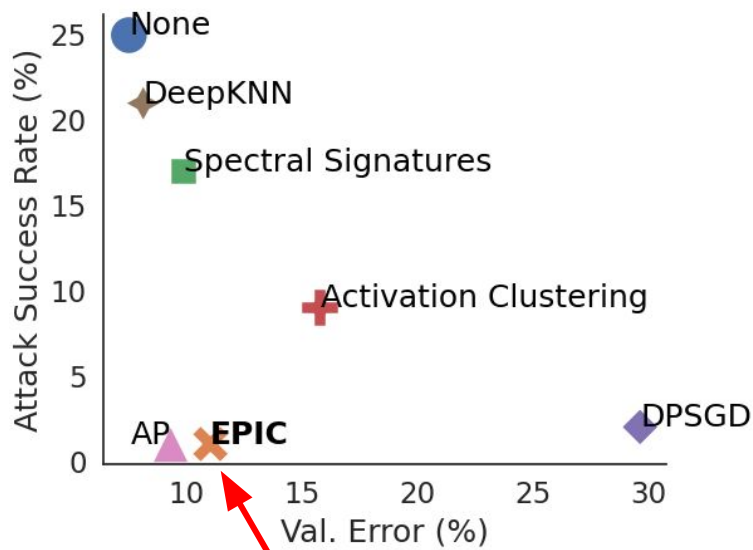 Attack Success Rate (%)
25
20
15
10
5
0
None
DeepKNN
Spectral Signatures
Activation Clustering
AP
EPIC
DPSGD
10 15 20 25 30
Val. Error (%)